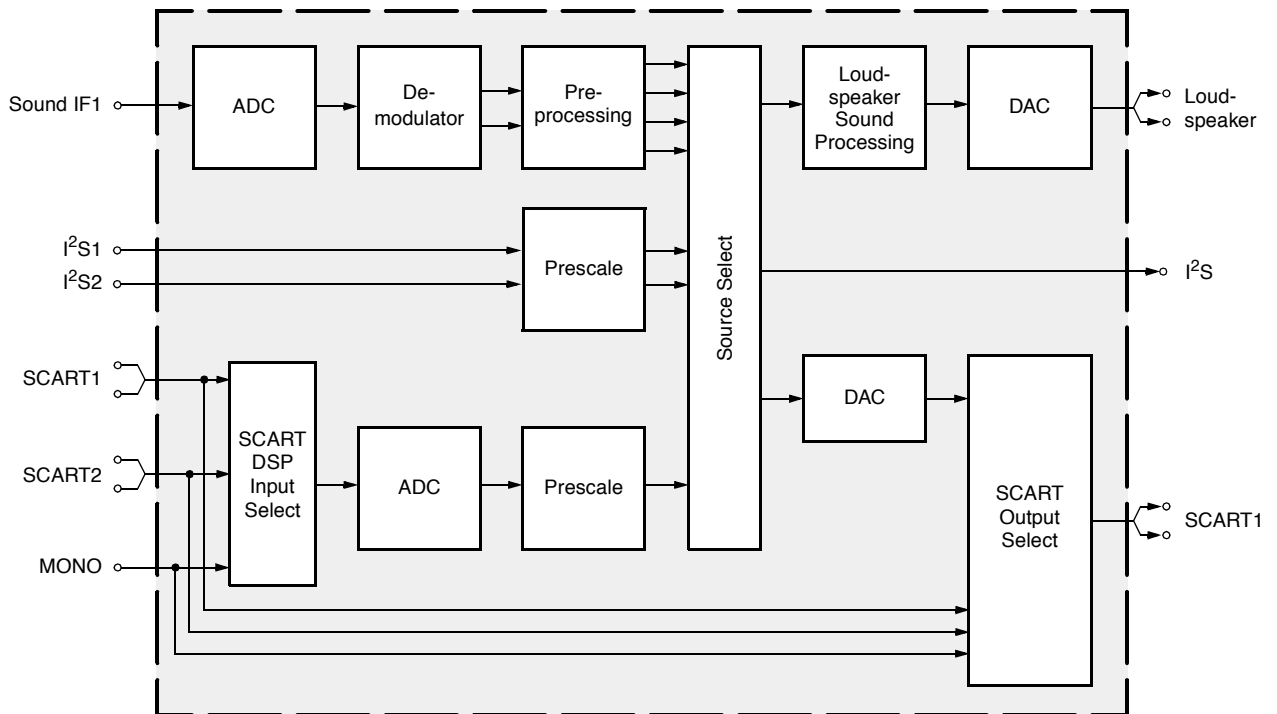 Sound IF1
ADC
De-
modulator
Pre-
processing
Loud-
speaker
Sound
Processing
DAC
Loud-
speaker
I²S1
I²S2
Prescale
Source Select
I²S
SCART1
SCART2
MONO
SCART
DSP
Input
Select
ADC
Prescale
DAC
SCART
Output
Select
SCART1